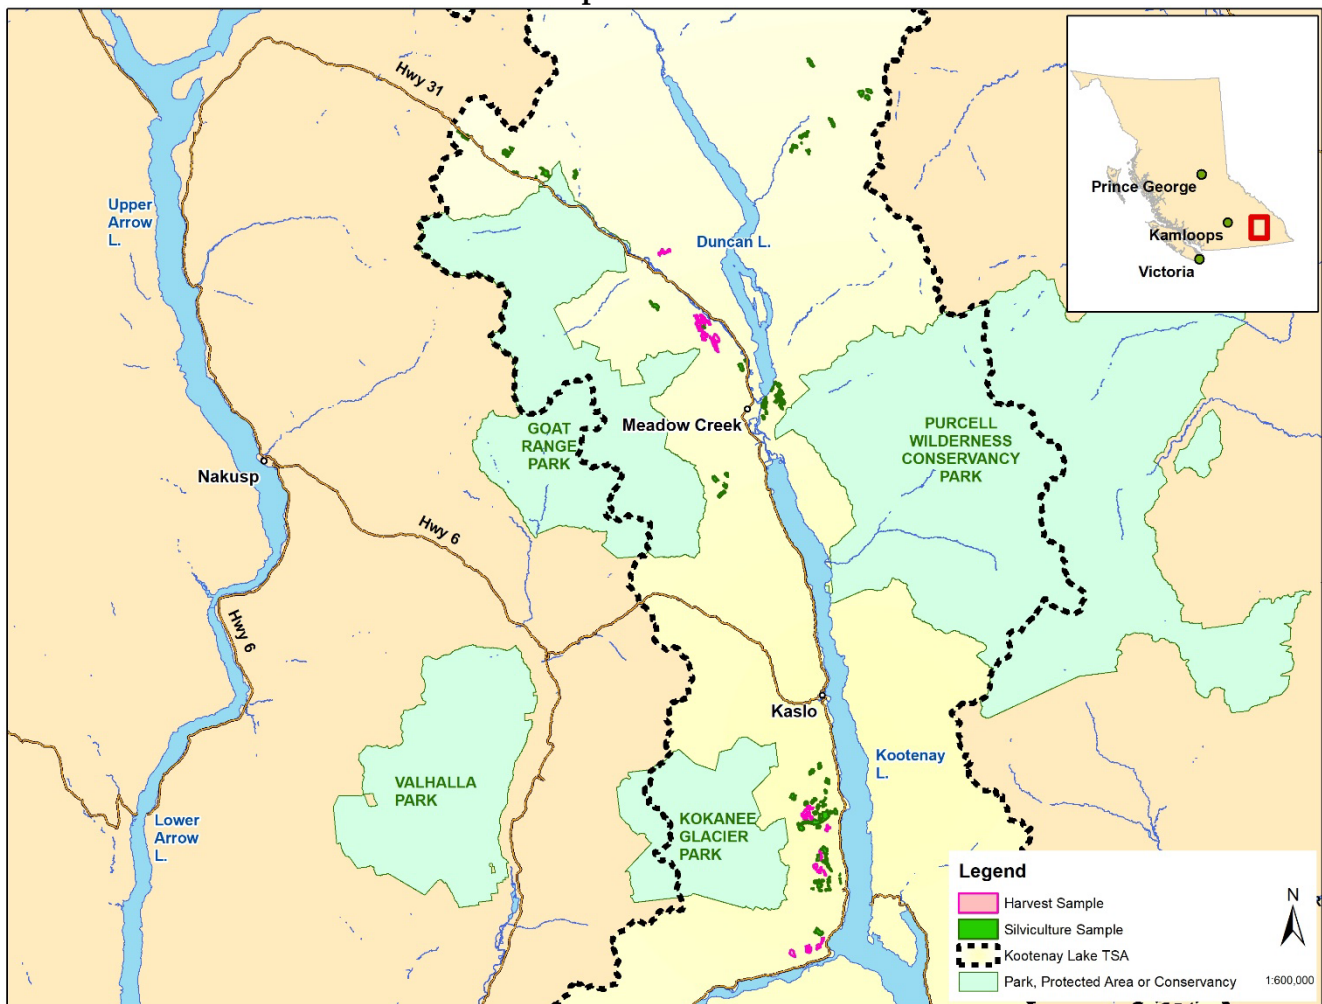 Hwy 31
Upper
Arrow
L.
Duncan L.
Prince George
Kamloops
Victoria
Meadow Creek
GOAT
RANGE
PARK
PURCELL
WILDERNESS
CONSERVANCY
PARK
Nakusp
Hwy 6
Hwy 6
Kaslo
Kootenay
L.
VALHALLA
PARK
KOKANEE
GLACIER
PARK
Lower
Arrow
L.
Legend
Harvest Sample
Silviculture Sample
Kootenay Lake TSA
Park, Protected Area or Conservancy
N
1:600,000